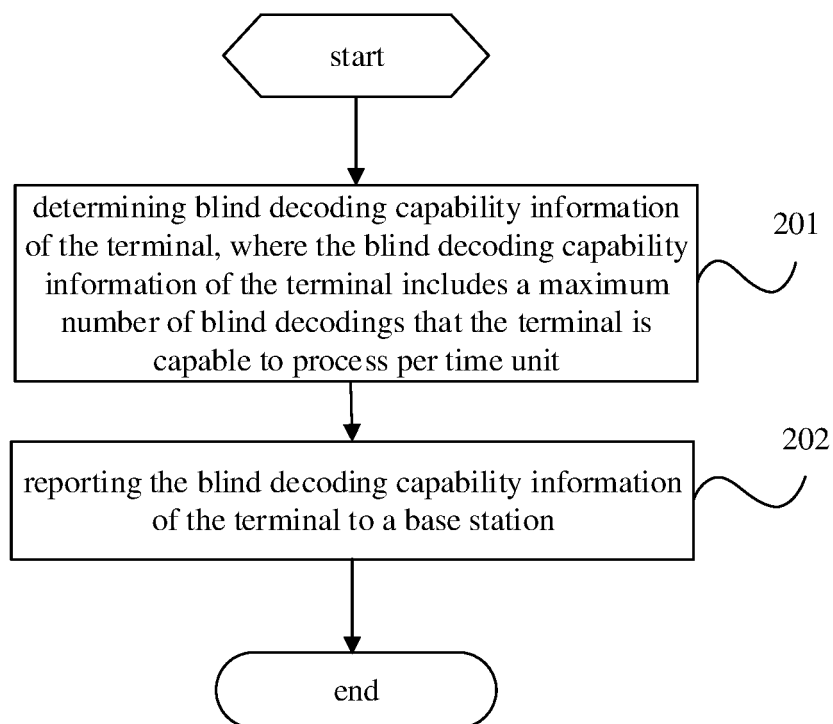 start
determining blind decoding capability information
of the terminal, where the blind decoding capability
information of the terminal includes a maximum
number of blind decodings that the terminal is
capable to process per time unit
201
reporting the blind decoding capability information
of the terminal to a base station
202
end